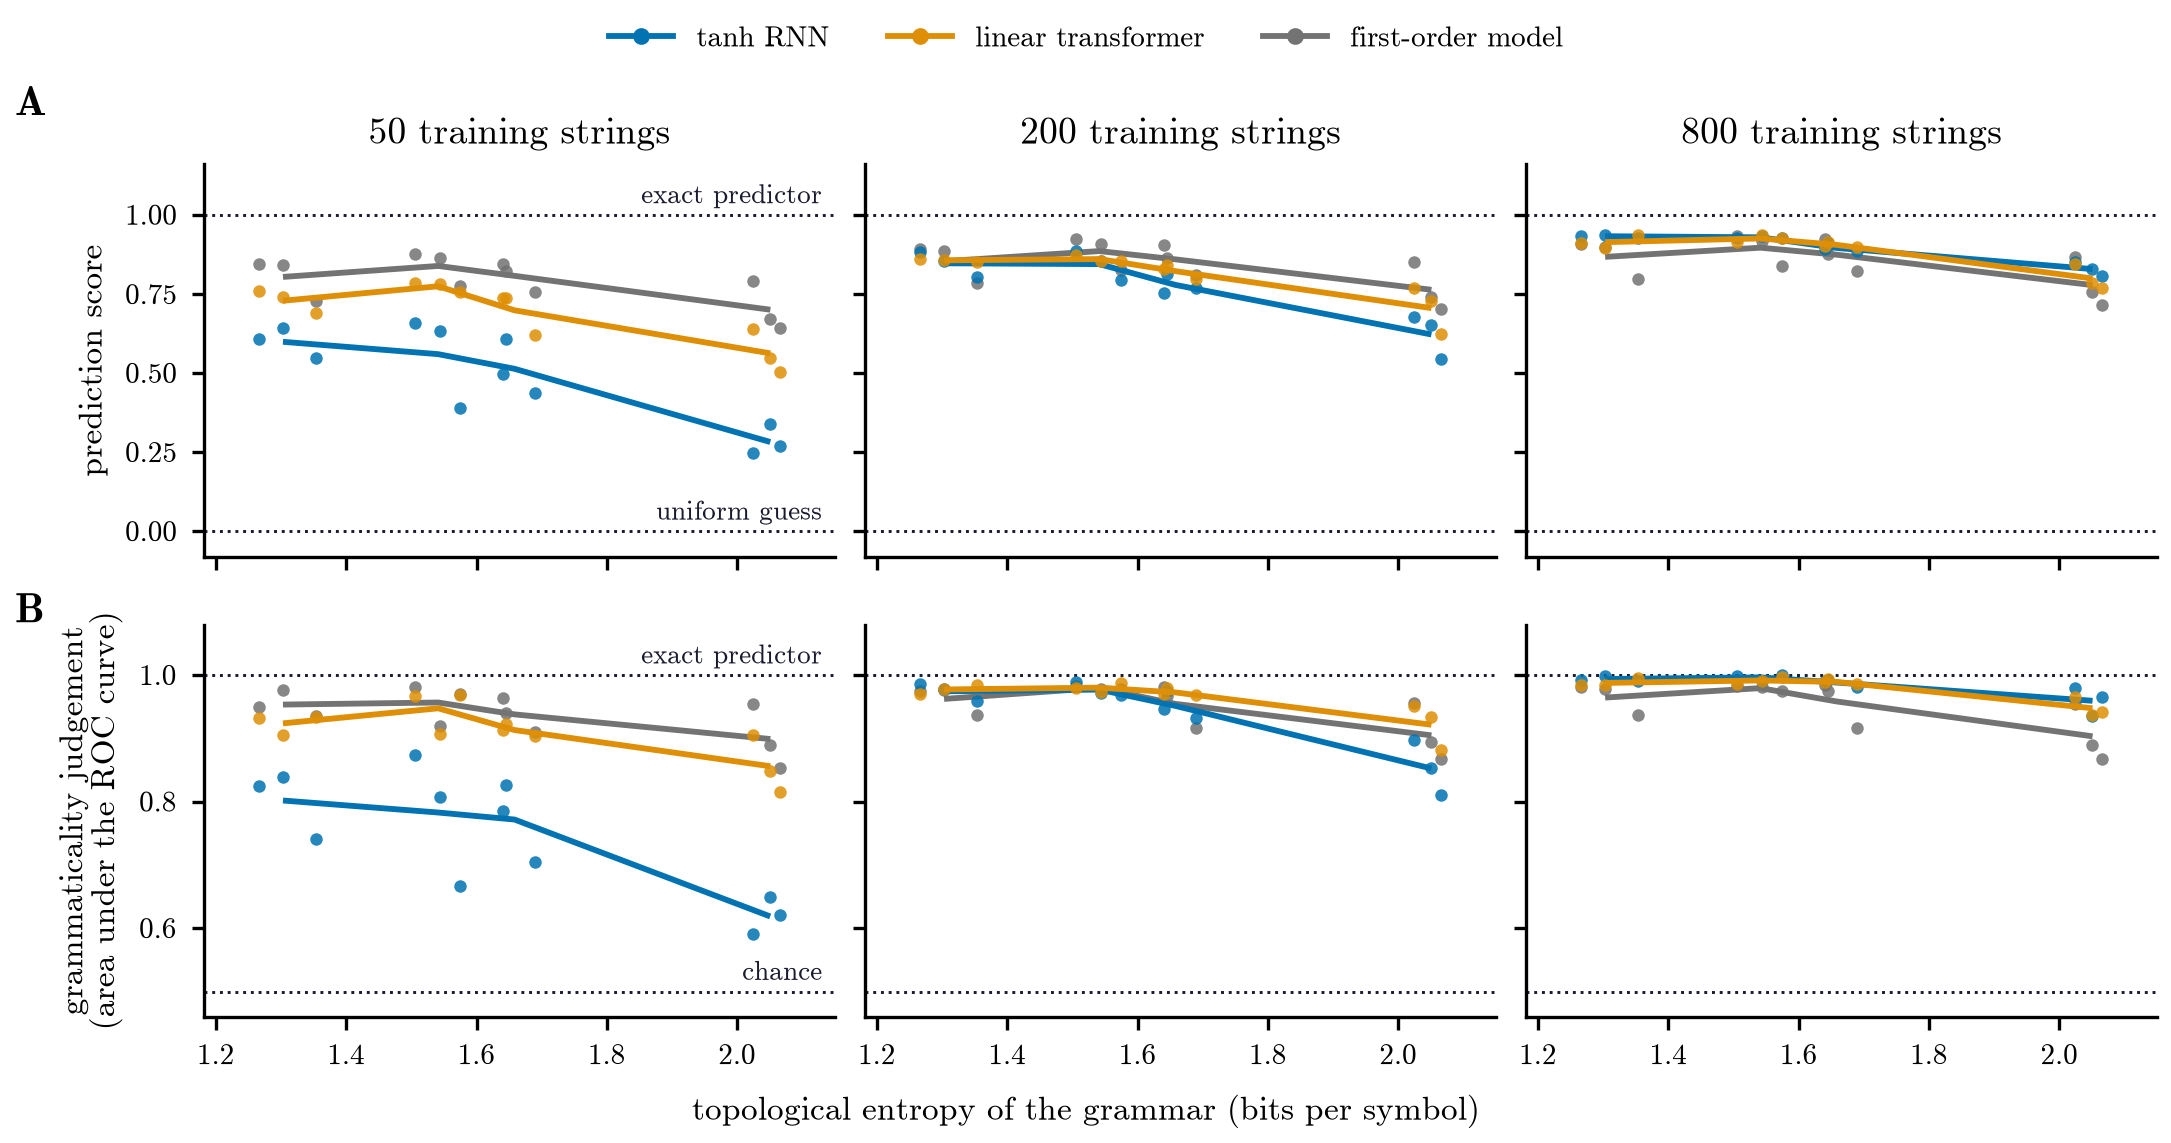 tanh RNN linear transformer first-order model
A
50 training strings 200 training strings 800 training strings
exact predictor
1.00
0.75
0.50
0.25
uniform guess
0.00
prediction score
B
exact predictor
1.0
0.8
0.6
chance
grammaticality judgement
(area under the ROC curve)
1.2 1.4 1.6 1.8 2.0 1.2 1.4 1.6 1.8 2.0 1.2 1.4 1.6 1.8 2.0
topological entropy of the grammar (bits per symbol)